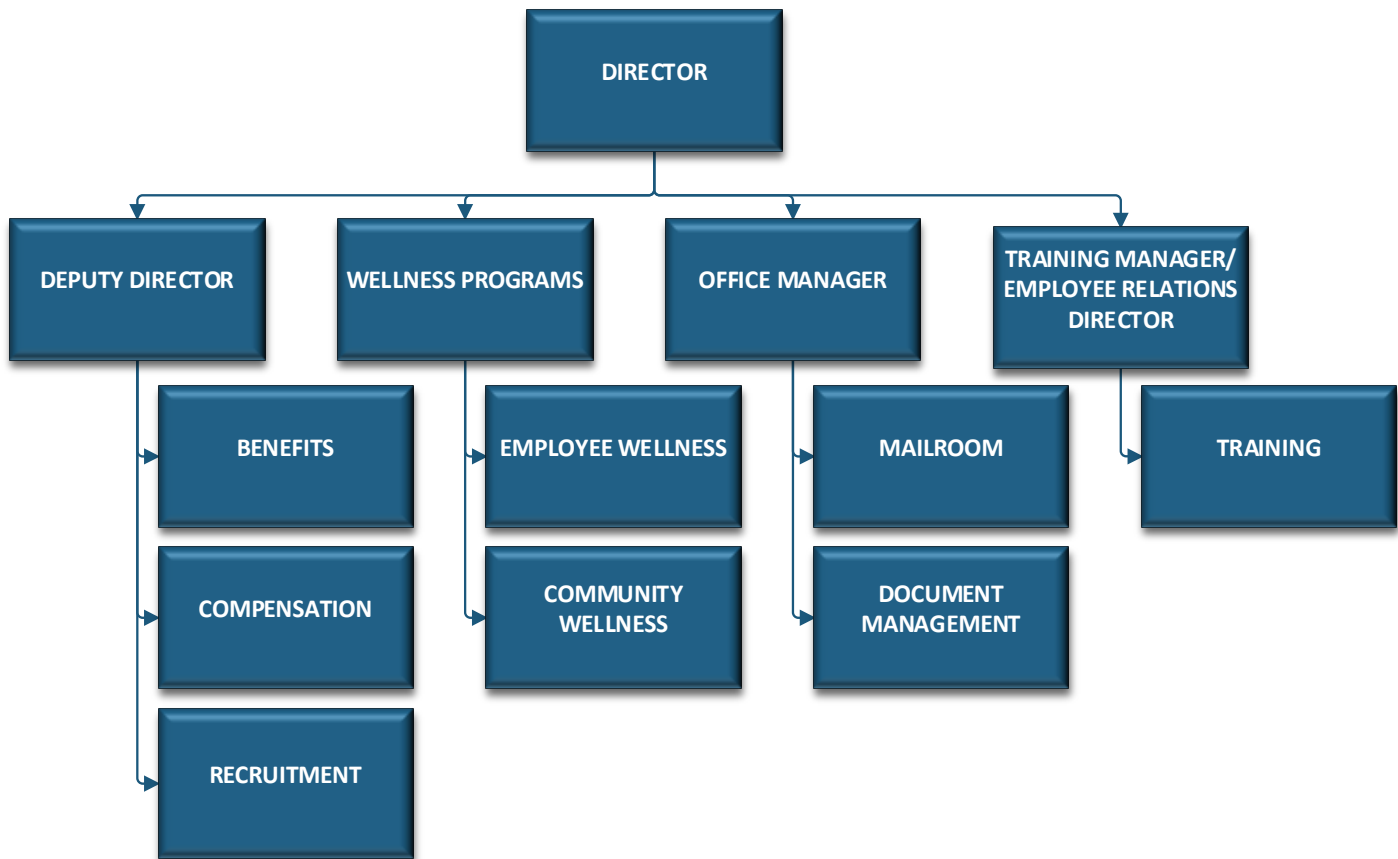 DIRECTOR
DEPUTY DIRECTOR
WELLNESS PROGRAMS
OFFICE MANAGER
TRAINING MANAGER/
EMPLOYEE RELATIONS
DIRECTOR
BENEFITS
EMPLOYEE WELLNESS
MAILROOM
TRAINING
COMPENSATION
COMMUNITY
WELLNESS
DOCUMENT
MANAGEMENT
RECRUITMENT